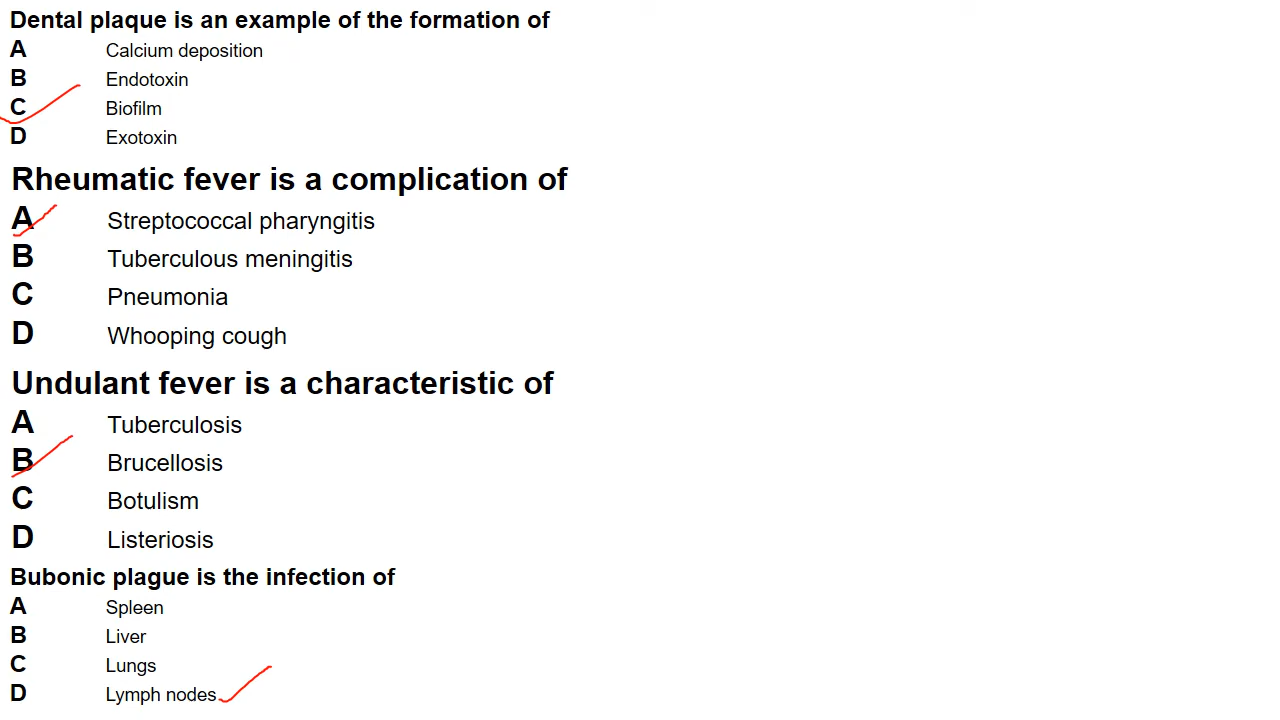 Dental plaque is an example of the formation of
A Calcium deposition
B Endotoxin
C Biofilm
D Exotoxin
Rheumatic fever is a complication of
A Streptococcal pharyngitis
B Tuberculous meningitis
C Pneumonia
D Whooping cough
Undulant fever is a characteristic of
A Tuberculosis
B Brucellosis
C Botulism
D Listeriosis
Bubonic plague is the infection of
A Spleen
B Liver
C Lungs
D Lymph nodes